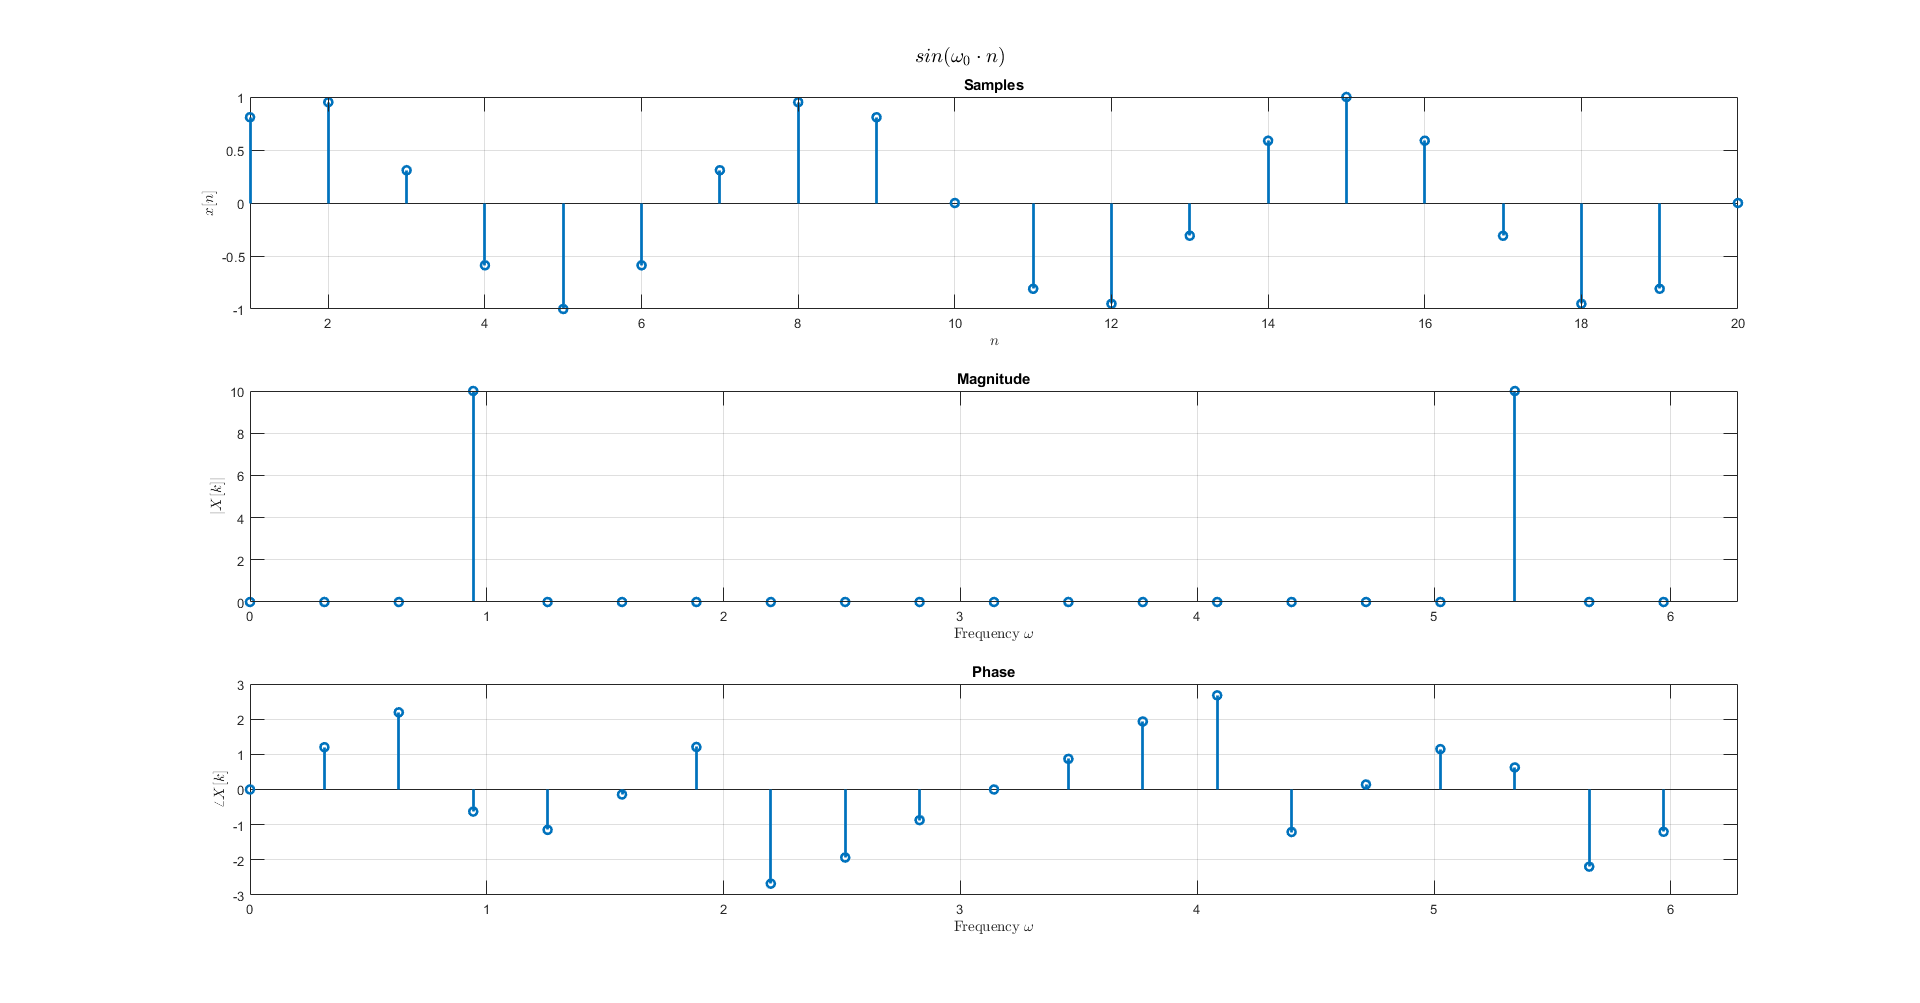 sin(ω₀ · n)
Samples
1
0.5
0
-0.5
-1
x[n]
2 4 6 8 10 12 14 16 18 20
n
Magnitude
10
8
6
4
2
0
|X[k]|
0 1 2 3 4 5 6
Frequency ω
Phase
3
2
1
0
-1
-2
-3
∠X[k]
0 1 2 3 4 5 6
Frequency ω